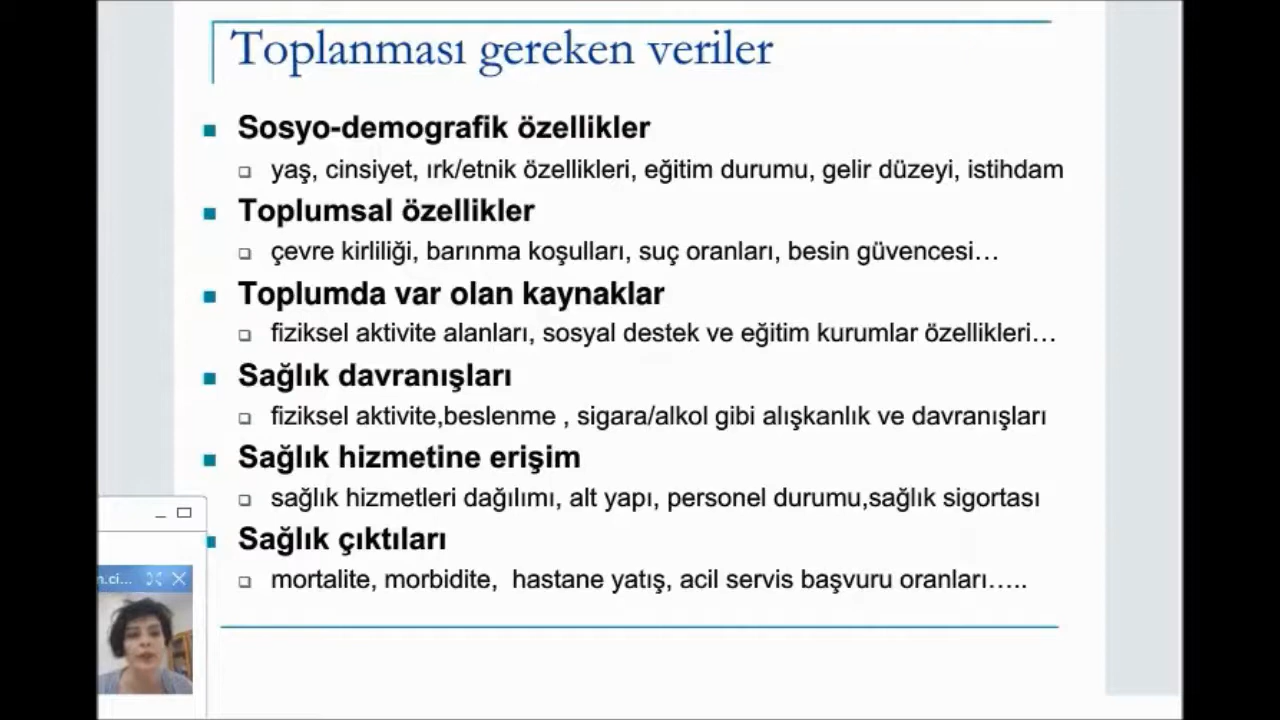 Toplanması gereken veriler
Sosyo-demografik özellikler
yaş, cinsiyet, ırk/etnik özellikleri, eğitim durumu, gelir düzeyi, istihdam
Toplumsal özellikler
çevre kirliliği, barınma koşulları, suç oranları, besin güvencesi…
Toplumda var olan kaynaklar
fiziksel aktivite alanları, sosyal destek ve eğitim kurumlar özellikleri…
Sağlık davranışları
fiziksel aktivite,beslenme , sigara/alkol gibi alışkanlık ve davranışları
Sağlık hizmetine erişim
sağlık hizmetleri dağılımı, alt yapı, personel durumu,sağlık sigortası
Sağlık çıktıları
mortalite, morbidite,  hastane yatış, acil servis başvuru oranları…..